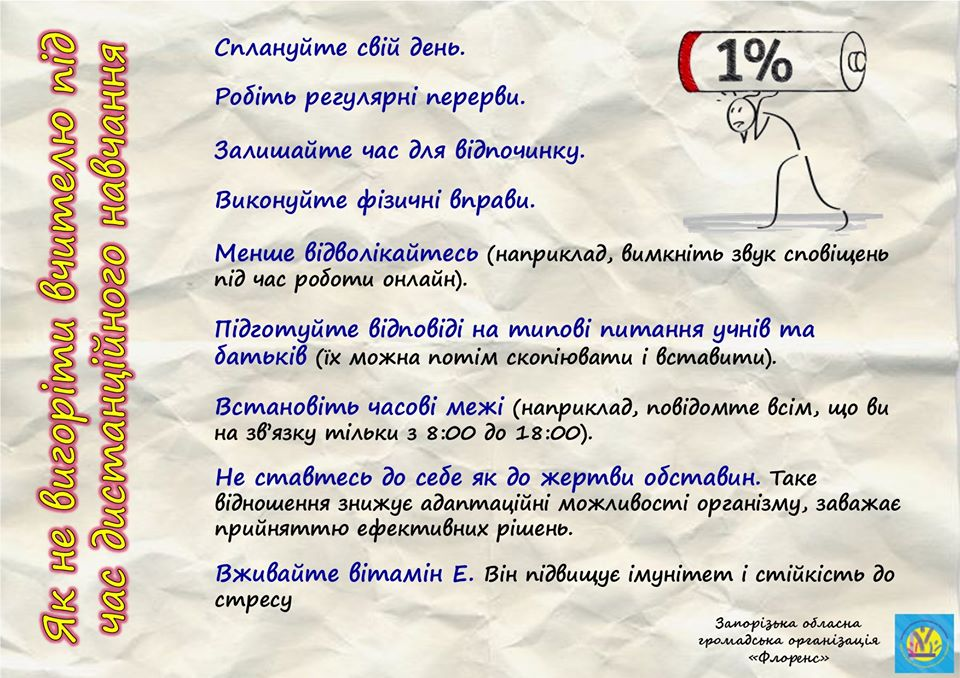 Як не вигоріти вчителю під
час дистанційного навчання
Сплануйте свій день.
1%
Робіть регулярні перерви.
Залишайте час для відпочинку.
Виконуйте фізичні вправи.
Менше відволікайтесь (наприклад, вимкніть звук сповіщень
під час роботи онлайн).
Підготуйте відповіді на типові питання учнів та
батьків (їх можна потім скопіювати і вставити).
Встановіть часові межі (наприклад, повідомте всім, що ви
на зв’язку тільки з 8:00 до 18:00).
Не ставтесь до себе як до жертви обставин. Таке
відношення знижує адаптаційні можливості організму, заважає
прийняттю ефективних рішень.
Вживайте вітамін Е. Він підвищує імунітет і стійкість до
стресу
Запорізька обласна
громадська організація
«Флоренс»